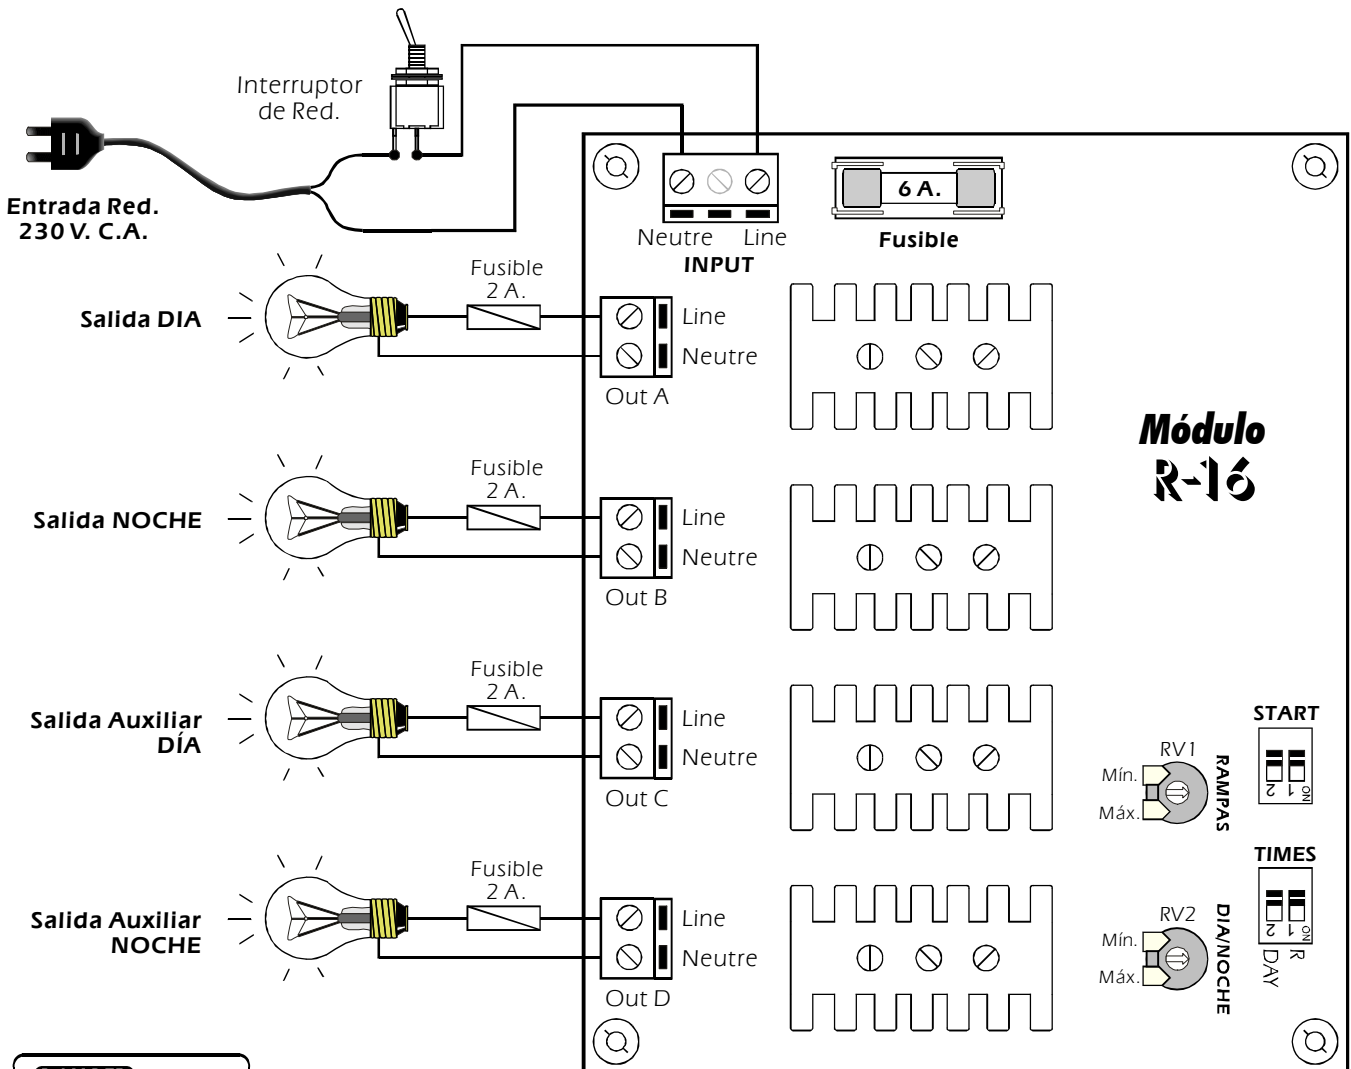 Interruptor
de Red.
Entrada Red.
230 V. C.A.
6 A.
Fusible
Neutre Line
INPUT
Salida DIA
Fusible
2 A.
Line
Neutre
Out A
Módulo
R-16
Salida NOCHE
Fusible
2 A.
Line
Neutre
Out B
Salida Auxiliar
DÍA
Fusible
2 A.
Line
Neutre
Out C
RV1
Mín.
Máx.
RAMPAS
START
ON
1
2
Salida Auxiliar
NOCHE
Fusible
2 A.
Line
Neutre
Out D
RV2
Mín.
Máx.
DIA/NOCHE
TIMES
ON
1
2
R
DAY